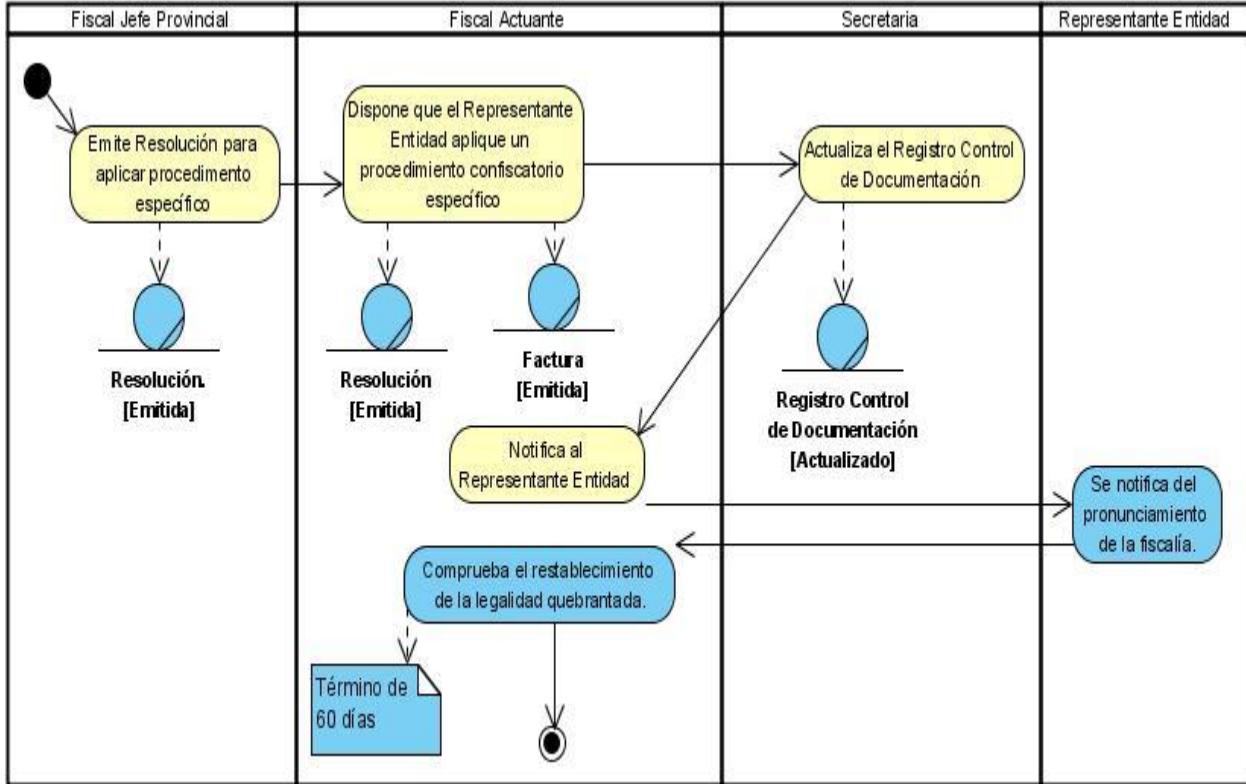 Fiscal Jefe Provincial
Fiscal Actuante
Secretaria
Representante Entidad
Emite Resolución para
aplicar procedimento
específico
Dispone que el Representante
Entidad aplique un
procedimiento confiscatorio
específico
Actualiza el Registro Control
de Documentación
Resolución.
[Emitida]
Resolución
[Emitida]
Factura
[Emitida]
Registro Control
de Documentación
[Actualizado]
Notifica al
Representante Entidad
Se notifica del
pronunciamiento
de la fiscalía.
Comprueba el restablecimiento
de la legalidad quebrantada.
Término de
60 días